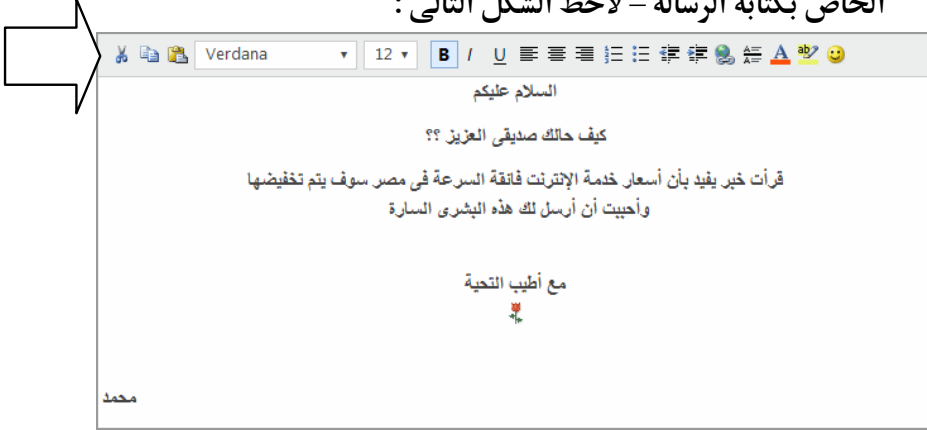 الخاص بكتابة الرسالة – لاحظ الشكل التالى :
Verdana 12 B I U A ab
السلام عليكم
كيف حالك صديقى العزيز ؟؟
قرأت خبر يفيد بأن أسعار خدمة الإنترنت فائقة السرعة فى مصر سوف يتم تخفيضها
وأحببت أن أرسل لك هذه البشرى السارة
مع أطيب التحية
محمد